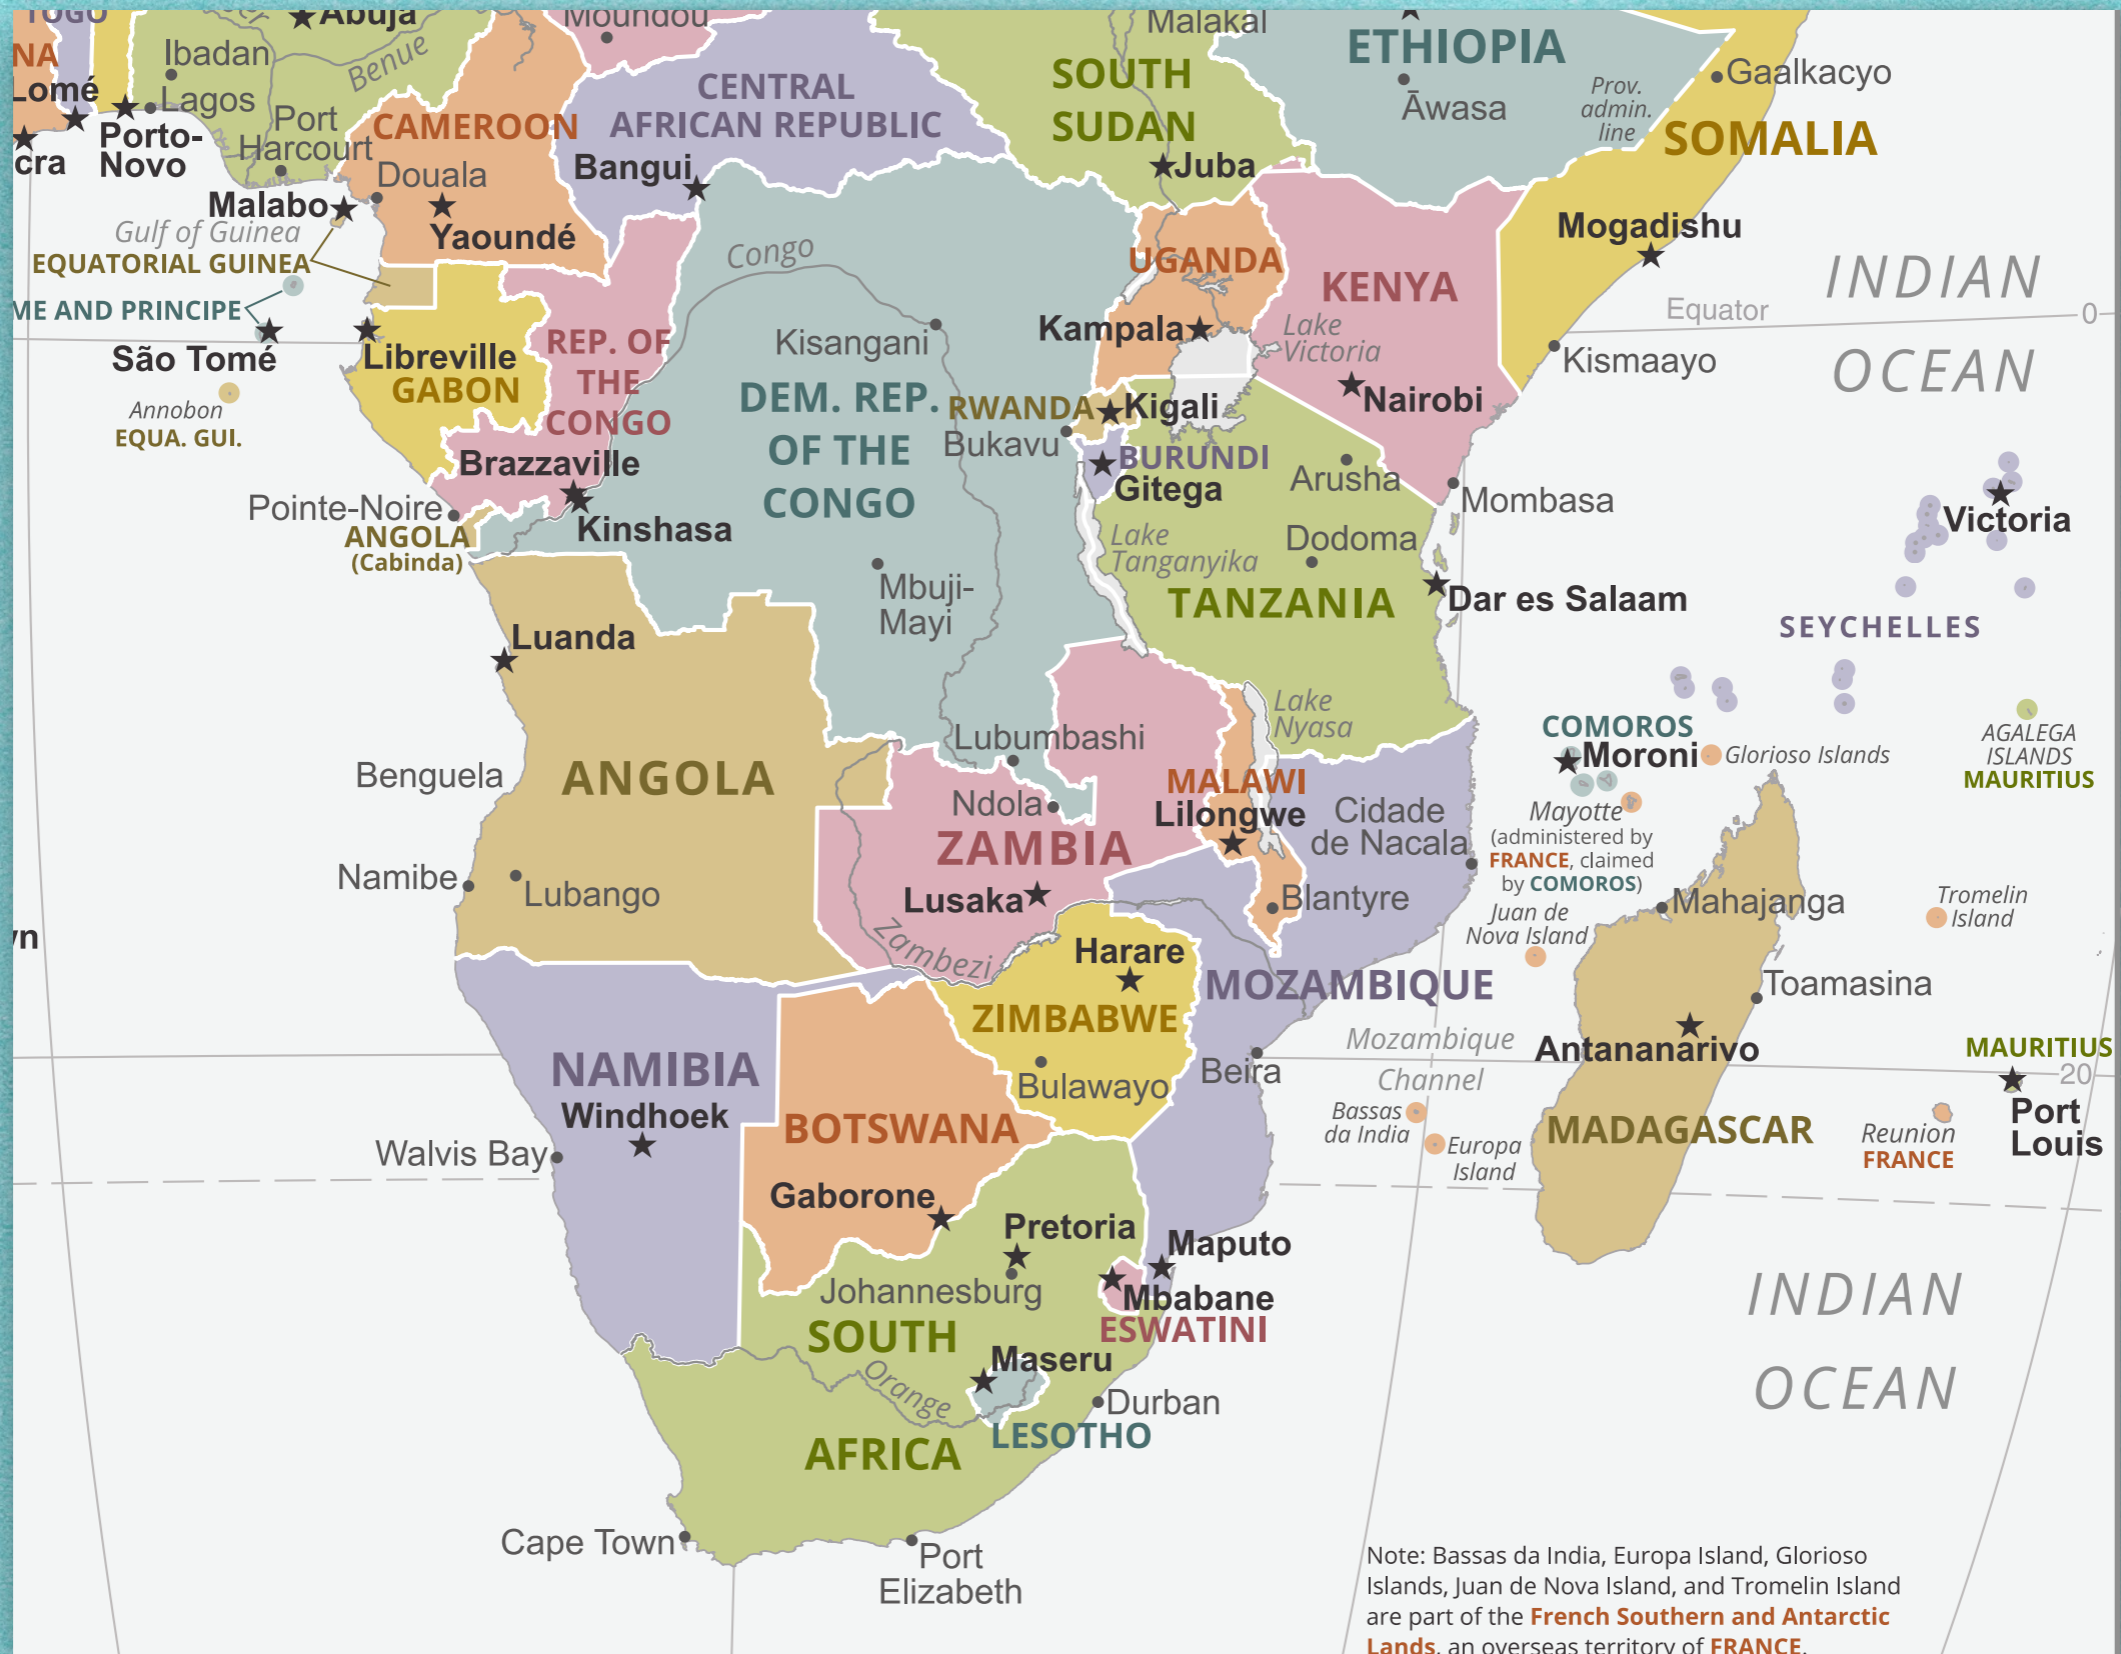 TOGO
Abuja
Moundou
Malakal
ETHIOPIA
NA
Ibadan
Benue
CENTRAL
AFRICAN REPUBLIC
SOUTH
SUDAN
Gaalkacyo
Lomé
Lagos
Āwasa
Prov.
admin.
line
Port
Harcourt
CAMEROON
SOMALIA
cra
Porto-
Novo
Douala
Bangui
Juba
Malabo
Yaoundé
Mogadishu
Gulf of Guinea
EQUATORIAL GUINEA
Congo
UGANDA
KENYA
INDIAN
OCEAN
ME AND PRINCIPE
Equator
0
São Tomé
Libreville
GABON
REP. OF
THE
CONGO
Kisangani
Kampala
Lake
Victoria
Kismaayo
Annobon
EQUA. GUI.
DEM. REP.
OF THE
CONGO
RWANDA
Kigali
Nairobi
Bukavu
BURUNDI
Gitega
Brazzaville
Arusha
Pointe-Noire
Mombasa
Victoria
ANGOLA
(Cabinda)
Kinshasa
Lake
Tanganyika
Dodoma
Mbuji-
Mayi
TANZANIA
Dar es Salaam
SEYCHELLES
Luanda
Lake
Nyasa
Lubumbashi
COMOROS
Moroni
Glorioso Islands
AGALEGA
ISLANDS
MAURITIUS
Benguela
ANGOLA
Ndola
MALAWI
Lilongwe
Cidade
de Nacala
Mayotte
(administered by
FRANCE, claimed
by COMOROS)
ZAMBIA
Namibe
Lubango
Lusaka
Blantyre
Juan de
Nova Island
Mahajanga
Tromelin
Island
Zambezi
Harare
MOZAMBIQUE
Toamasina
ZIMBABWE
Mozambique
Channel
Antananarivo
MAURITIUS
20
Port
Louis
NAMIBIA
Windhoek
Bulawayo
Beira
BOTSWANA
Bassas
da India
Europa
Island
MADAGASCAR
Reunion
FRANCE
Walvis Bay
Gaborone
Pretoria
Maputo
Johannesburg
Mbabane
ESWATINI
INDIAN
OCEAN
SOUTH
AFRICA
Orange
Maseru
LESOTHO
Durban
Cape Town
Port
Elizabeth
Note: Bassas da India, Europa Island, Glorioso
Islands, Juan de Nova Island, and Tromelin Island
are part of the French Southern and Antarctic
Lands, an overseas territory of FRANCE.